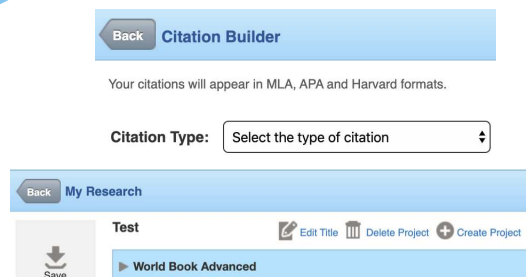 Back Citation Builder
Your citations will appear in MLA, APA and Harvard formats.
Citation Type: Select the type of citation
Back My Research
Test Edit Title Delete Project Create Project
Save
World Book Advanced